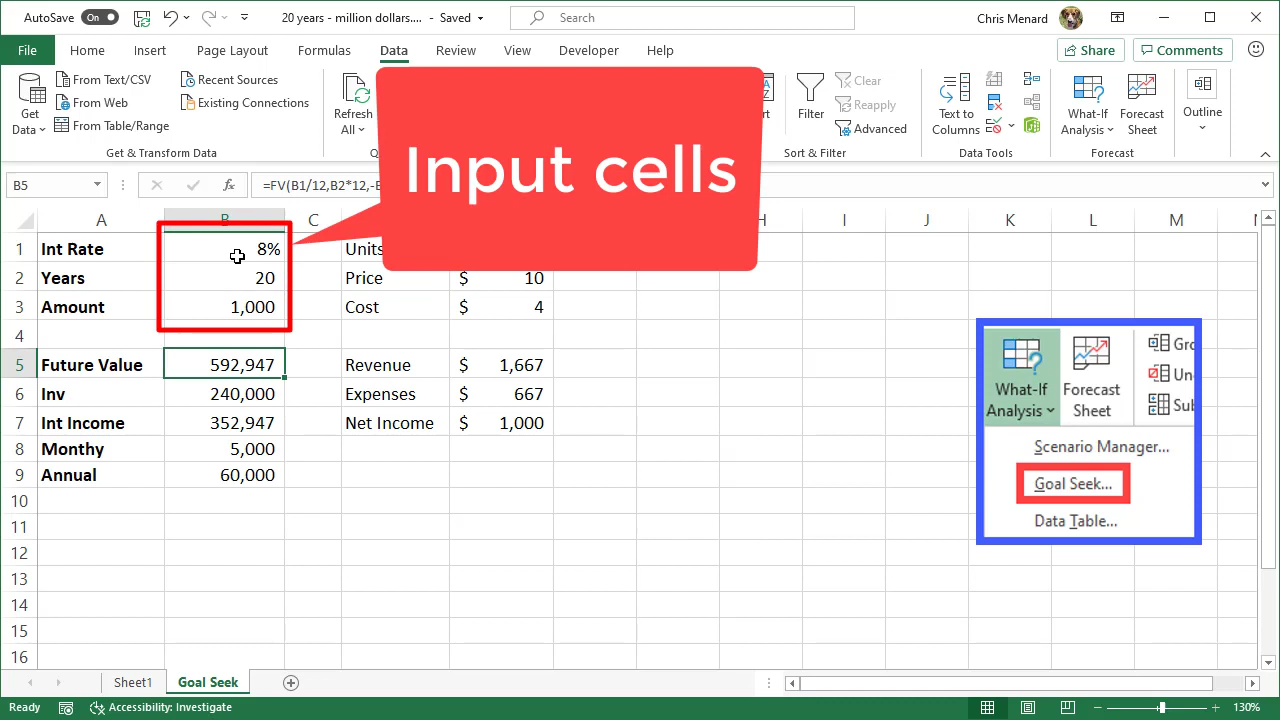 AutoSave On 20 years - million dollars.... - Saved Search Chris Menard
File Home Insert Page Layout Formulas Data Review View Developer Help Share Comments
Get Data
From Text/CSV
From Web
From Table/Range
Recent Sources
Existing Connections
Get & Transform Data
Refresh All
Filter
Clear
Reapply
Advanced
Sort & Filter
Text to Columns
Data Tools
What-If Analysis
Forecast Sheet
Forecast
Outline
Input cells
B5 fx =FV(B1/12,B2*12,-B
A B C H I J K L M N
1 Int Rate 8% Units
2 Years 20 Price $ 10
3 Amount 1,000 Cost $ 4
4
5 Future Value 592,947 Revenue $ 1,667
6 Inv 240,000 Expenses $ 667
7 Int Income 352,947 Net Income $ 1,000
8 Monthy 5,000
9 Annual 60,000
10
11
12
13
14
15
16
What-If Analysis
Forecast Sheet
Gro
Un
Sub
Scenario Manager...
Goal Seek...
Data Table...
Sheet1 Goal Seek
Ready Accessibility: Investigate 130%